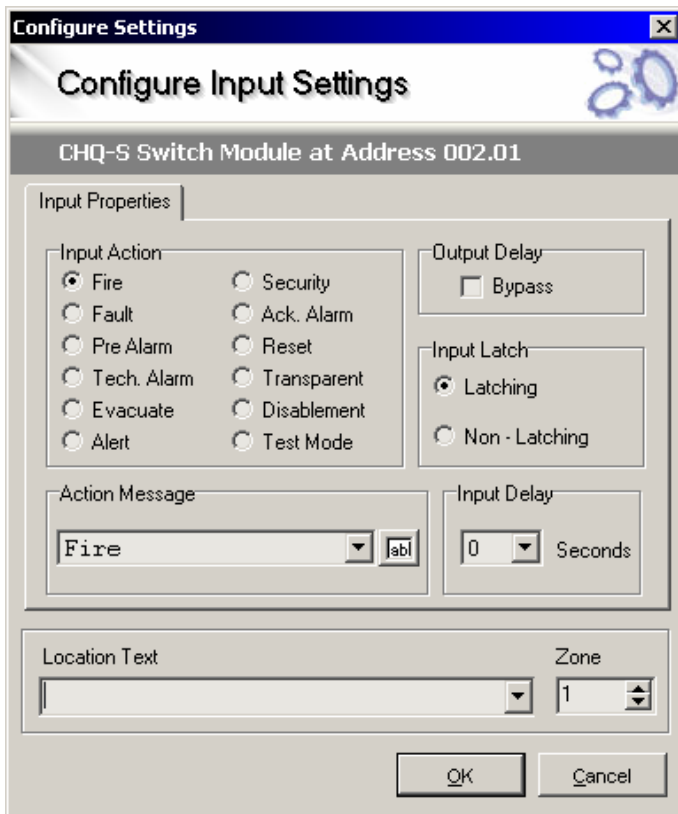 Configure Settings
Configure Input Settings
CHQ-S Switch Module at Address 002.01
Input Properties
Input Action
Fire
Fault
Pre Alarm
Tech. Alarm
Evacuate
Alert
Security
Ack. Alarm
Reset
Transparent
Disablement
Test Mode
Output Delay
Bypass
Input Latch
Latching
Non - Latching
Action Message
Fire
abl
Input Delay
0 Seconds
Location Text
Zone
1
OK
Cancel